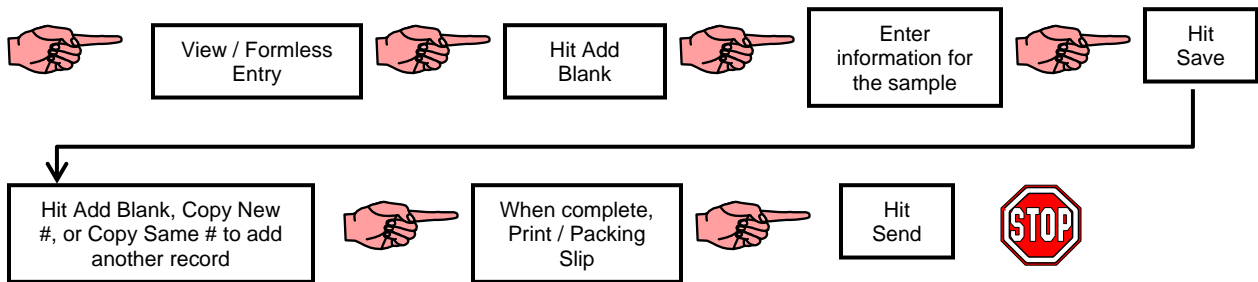 View / Formless
Entry
Hit Add
Blank
Enter
information for
the sample
Hit
Save
Hit Add Blank, Copy New
#, or Copy Same # to add
another record
When complete,
Print / Packing
Slip
Hit
Send
STOP